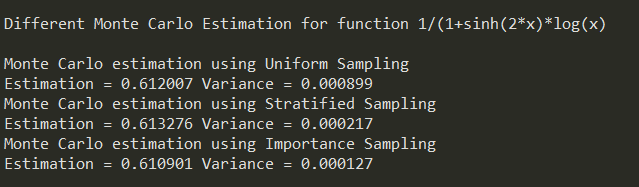 Different Monte Carlo Estimation for function 1/(1+sinh(2*x)*log(x)
Monte Carlo estimation using Uniform Sampling
Estimation = 0.612007 Variance = 0.000899
Monte Carlo estimation using Stratified Sampling
Estimation = 0.613276 Variance = 0.000217
Monte Carlo estimation using Importance Sampling
Estimation = 0.610901 Variance = 0.000127